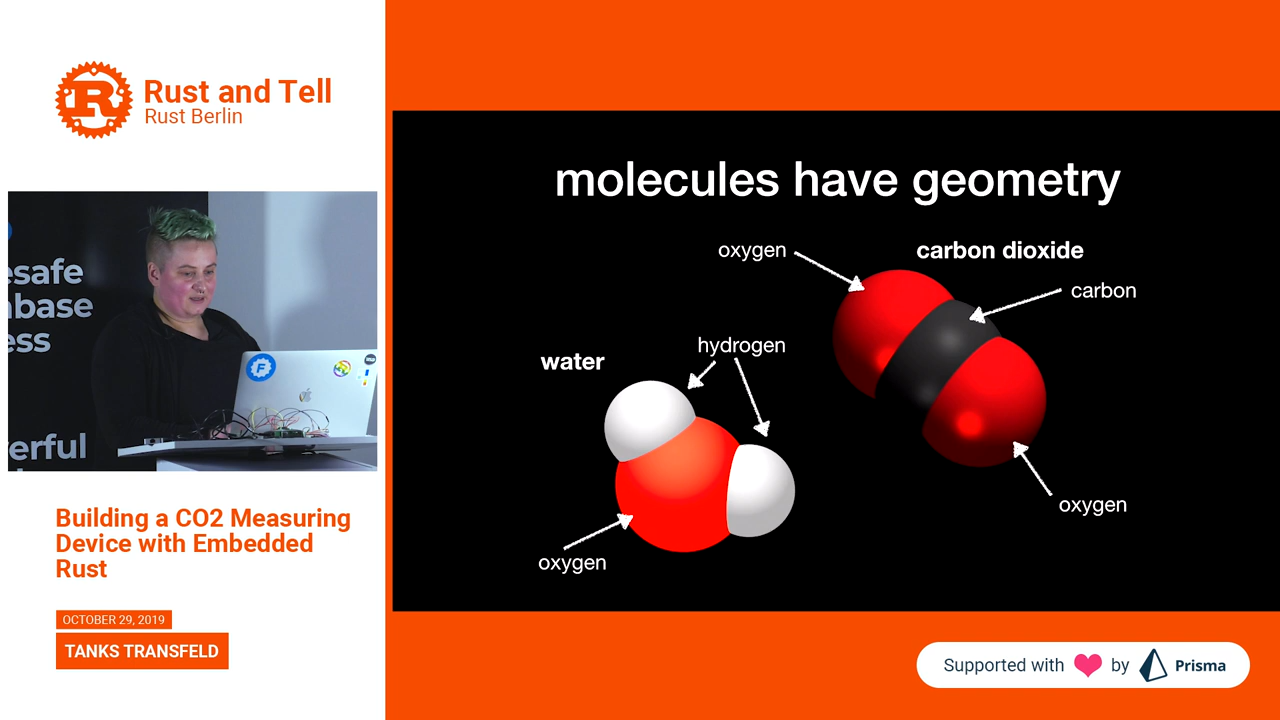 Rust and Tell
Rust Berlin
esafe
abase
ess
erful
Building a CO2 Measuring
Device with Embedded
Rust
OCTOBER 29, 2019
TANKS TRANSFELD
molecules have geometry
oxygen
carbon dioxide
carbon
hydrogen
water
oxygen
oxygen
Supported with ❤ by Prisma